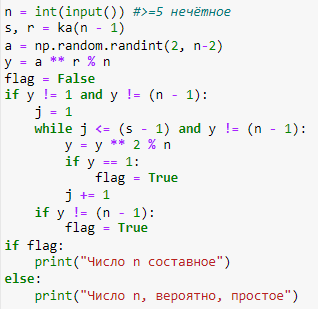 n = int(input()) #>=5 нечётное
s, r = ka(n - 1)
a = np.random.randint(2, n-2)
y = a ** r % n
flag = False
if y != 1 and y != (n - 1):
    j = 1
    while j <= (s - 1) and y != (n - 1):
        y = y ** 2 % n
        if y == 1:
            flag = True
        j += 1
    if y != (n - 1):
        flag = True
if flag:
    print("Число n составное")
else:
    print("Число n, вероятно, простое")